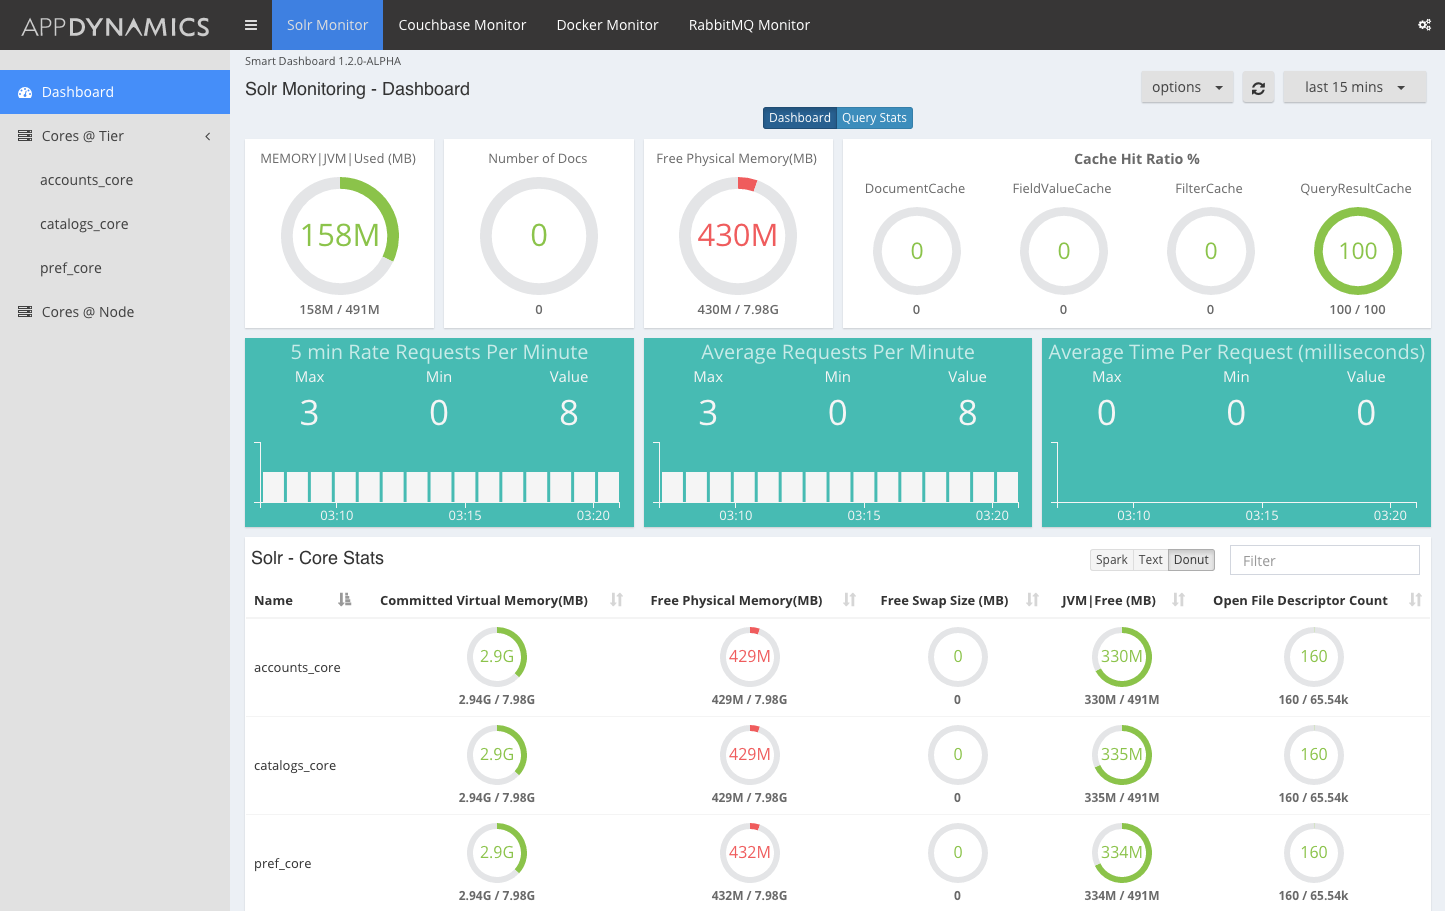 APPDYNAMICS
Solr Monitor Couchbase Monitor Docker Monitor RabbitMQ Monitor
Smart Dashboard 1.2.0-ALPHA
Solr Monitoring - Dashboard
options last 15 mins
Dashboard Query Stats
Dashboard
Cores @ Tier
accounts_core
catalogs_core
pref_core
Cores @ Node
MEMORY|JVM|Used (MB)
158M
158M / 491M
Number of Docs
0
0
Free Physical Memory(MB)
430M
430M / 7.98G
Cache Hit Ratio %
DocumentCache FieldValueCache FilterCache QueryResultCache
0 0 0 100
0 0 0 100 / 100
5 min Rate Requests Per Minute
Max Min Value
3 0 8
03:10 03:15 03:20
Average Requests Per Minute
Max Min Value
3 0 8
03:10 03:15 03:20
Average Time Per Request (milliseconds)
Max Min Value
0 0 0
03:10 03:15 03:20
Solr - Core Stats
Spark Text Donut Filter
Name Committed Virtual Memory(MB) Free Physical Memory(MB) Free Swap Size (MB) JVM|Free (MB) Open File Descriptor Count
2.9G 429M 0 330M 160
accounts_core
2.94G / 7.98G 429M / 7.98G 0 330M / 491M 160 / 65.54k
2.9G 429M 0 335M 160
catalogs_core
2.94G / 7.98G 429M / 7.98G 0 335M / 491M 160 / 65.54k
2.9G 432M 0 334M 160
pref_core
2.94G / 7.98G 432M / 7.98G 0 334M / 491M 160 / 65.54k